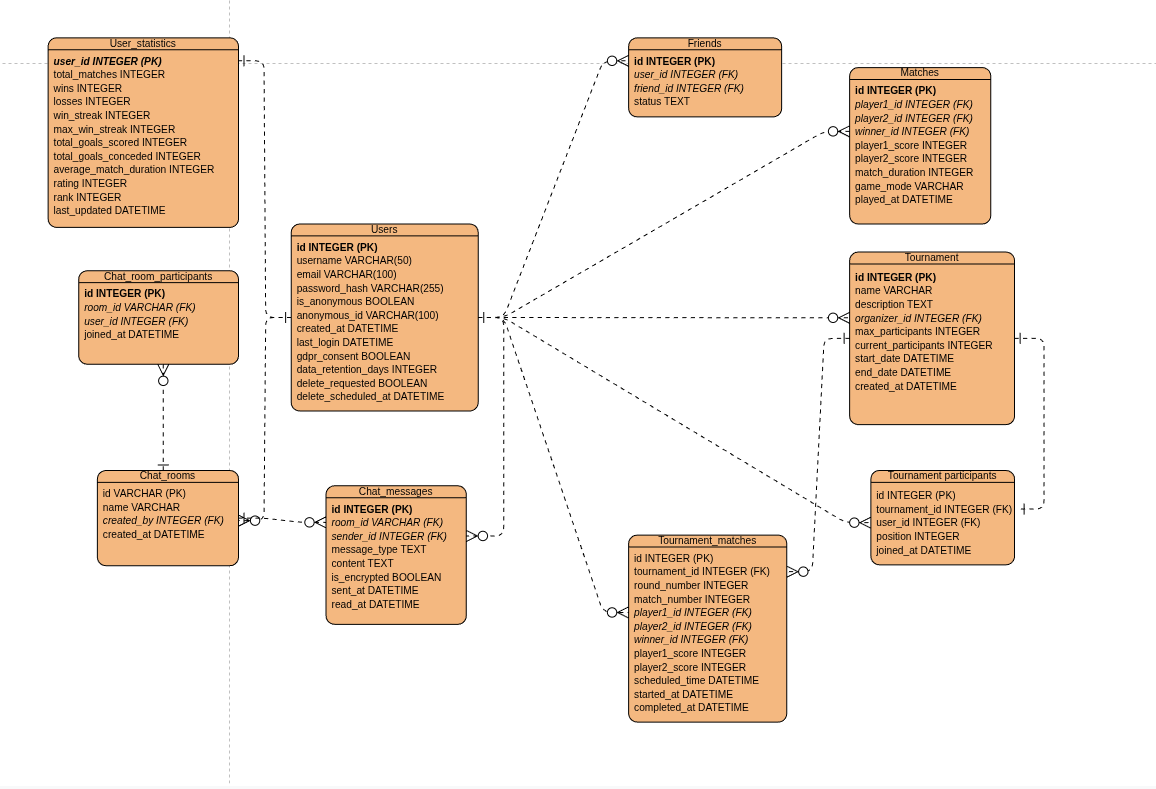 User_statistics
user_id INTEGER (PK)
total_matches INTEGER
wins INTEGER
losses INTEGER
win_streak INTEGER
max_win_streak INTEGER
total_goals_scored INTEGER
total_goals_conceded INTEGER
average_match_duration INTEGER
rating INTEGER
rank INTEGER
last_updated DATETIME
Friends
id INTEGER (PK)
user_id INTEGER (FK)
friend_id INTEGER (FK)
status TEXT
Matches
id INTEGER (PK)
player1_id INTEGER (FK)
player2_id INTEGER (FK)
winner_id INTEGER (FK)
player1_score INTEGER
player2_score INTEGER
match_duration INTEGER
game_mode VARCHAR
played_at DATETIME
Users
id INTEGER (PK)
username VARCHAR(50)
email VARCHAR(100)
password_hash VARCHAR(255)
is_anonymous BOOLEAN
anonymous_id VARCHAR(100)
created_at DATETIME
last_login DATETIME
gdpr_consent BOOLEAN
data_retention_days INTEGER
delete_requested BOOLEAN
delete_scheduled_at DATETIME
Tournament
id INTEGER (PK)
name VARCHAR
description TEXT
organizer_id INTEGER (FK)
max_participants INTEGER
current_participants INTEGER
start_date DATETIME
end_date DATETIME
created_at DATETIME
Chat_room_participants
id INTEGER (PK)
room_id VARCHAR (FK)
user_id INTEGER (FK)
joined_at DATETIME
Chat_rooms
id VARCHAR (PK)
name VARCHAR
created_by INTEGER (FK)
created_at DATETIME
Chat_messages
id INTEGER (PK)
room_id VARCHAR (FK)
sender_id INTEGER (FK)
message_type TEXT
content TEXT
is_encrypted BOOLEAN
sent_at DATETIME
read_at DATETIME
Tournament participants
id INTEGER (PK)
tournament_id INTEGER (FK)
user_id INTEGER (FK)
position INTEGER
joined_at DATETIME
Tournament_matches
id INTEGER (PK)
tournament_id INTEGER (FK)
round_number INTEGER
match_number INTEGER
player1_id INTEGER (FK)
player2_id INTEGER (FK)
winner_id INTEGER (FK)
player1_score INTEGER
player2_score INTEGER
scheduled_time DATETIME
started_at DATETIME
completed_at DATETIME